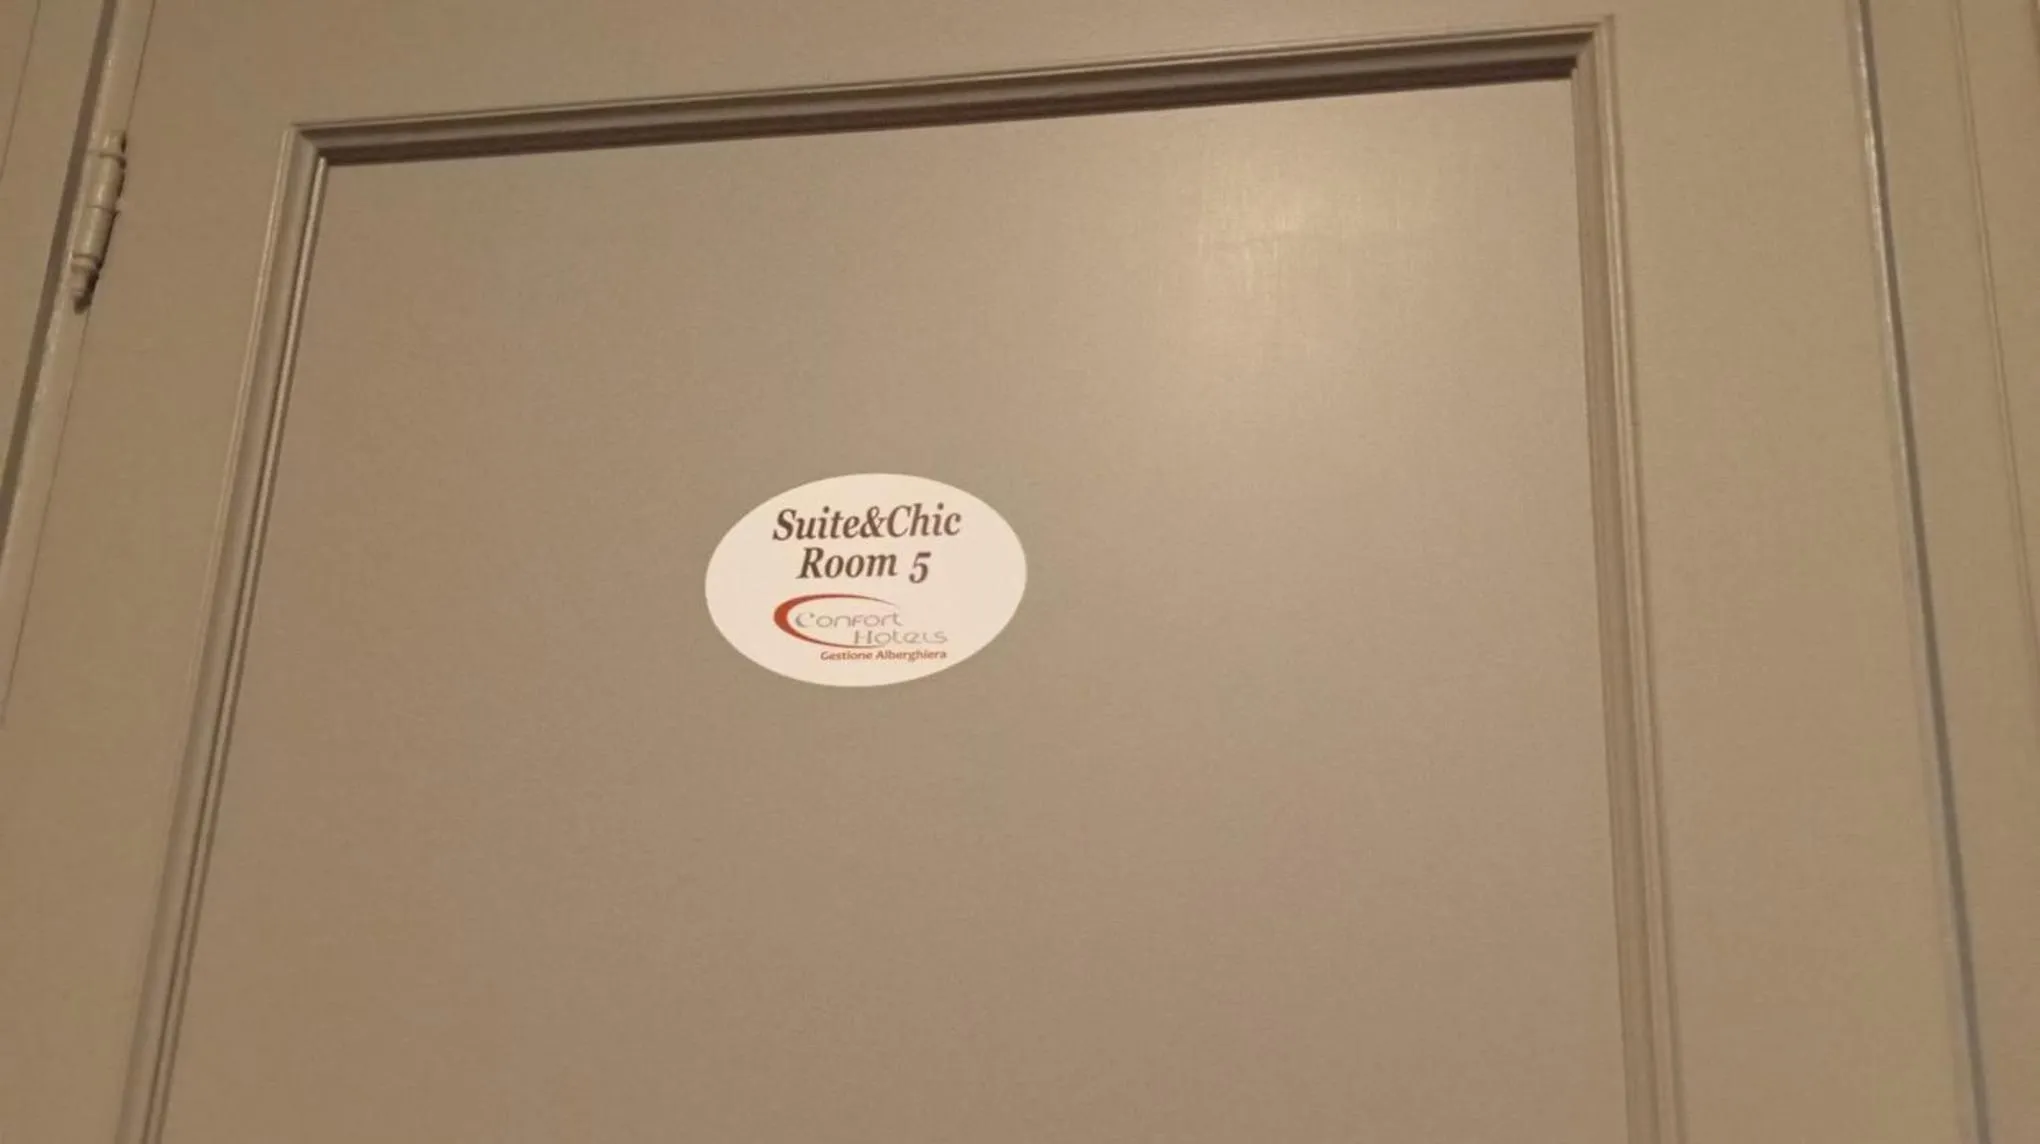 Suite&Chic
Room 5
Confort
Hotels
Gestione Alberghiera